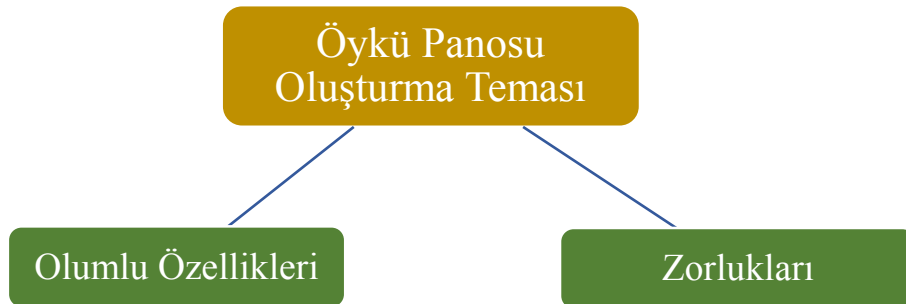 Öykü Panosu
Oluşturma Teması
Olumlu Özellikleri
Zorlukları